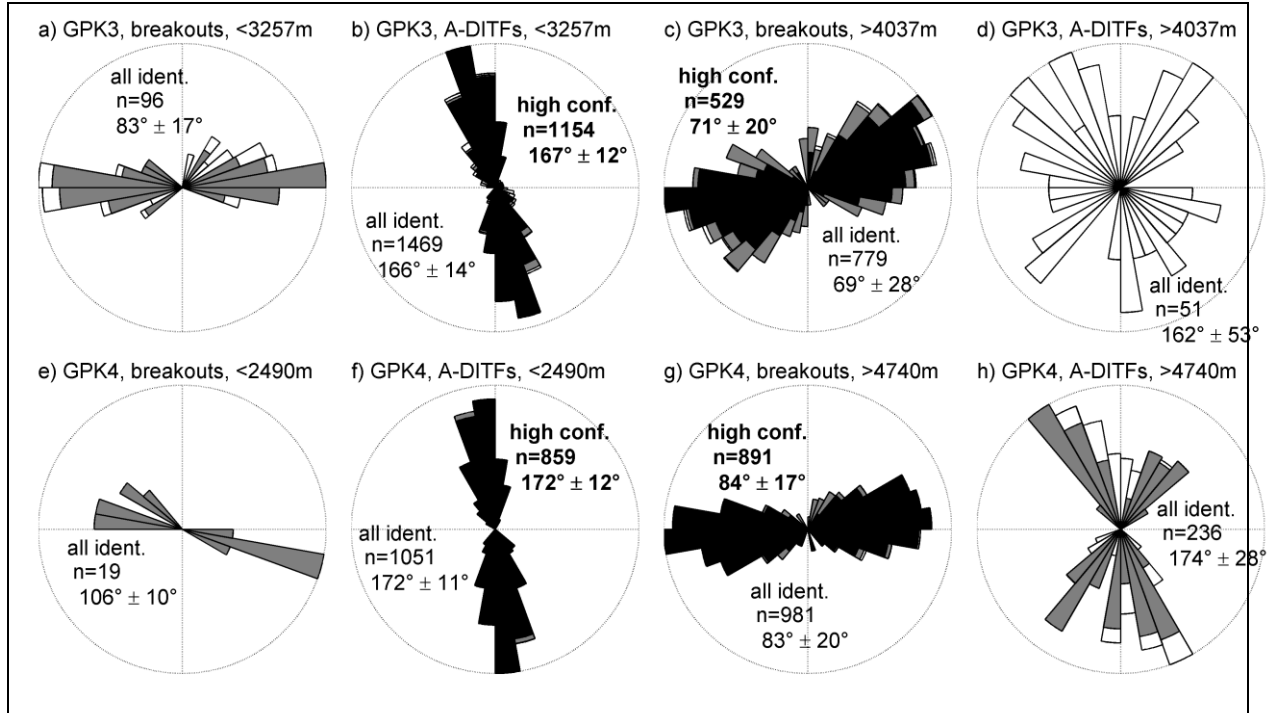 a) GPK3, breakouts, <3257m
all ident.
n=96
83° ± 17°
b) GPK3, A-DITFs, <3257m
high conf.
n=1154
167° ± 12°
all ident.
n=1469
166° ± 14°
c) GPK3, breakouts, >4037m
high conf.
n=529
71° ± 20°
all ident.
n=779
69° ± 28°
d) GPK3, A-DITFs, >4037m
all ident.
n=51
162° ± 53°
e) GPK4, breakouts, <2490m
all ident.
n=19
106° ± 10°
f) GPK4, A-DITFs, <2490m
high conf.
n=859
172° ± 12°
all ident.
n=1051
172° ± 11°
g) GPK4, breakouts, >4740m
high conf.
n=891
84° ± 17°
all ident.
n=981
83° ± 20°
h) GPK4, A-DITFs, >4740m
all ident.
n=236
174° ± 28°